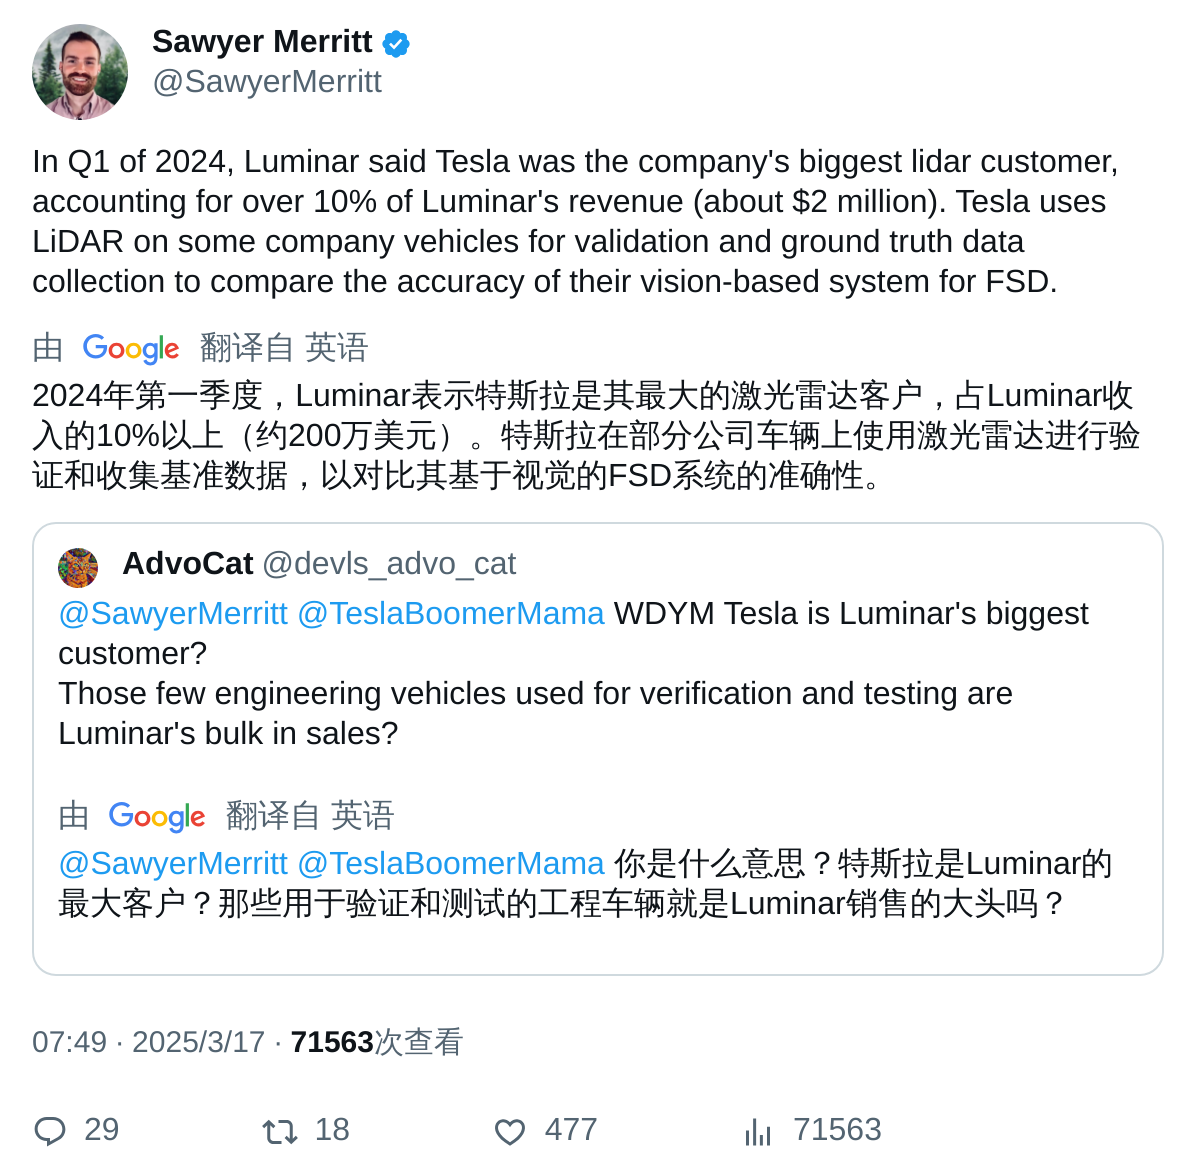 Sawyer Merritt
@SawyerMerritt
In Q1 of 2024, Luminar said Tesla was the company's biggest lidar customer,
accounting for over 10% of Luminar's revenue (about $2 million). Tesla uses
LiDAR on some company vehicles for validation and ground truth data
collection to compare the accuracy of their vision-based system for FSD.
由 Google 翻译自 英语
2024年第一季度，Luminar表示特斯拉是其最大的激光雷达客户，占Luminar收
入的10%以上（约200万美元）。特斯拉在部分公司车辆上使用激光雷达进行验
证和收集基准数据，以对比其基于视觉的FSD系统的准确性。
AdvoCat @devls_advo_cat
@SawyerMerritt @TeslaBoomerMama WDYM Tesla is Luminar's biggest
customer?
Those few engineering vehicles used for verification and testing are
Luminar's bulk in sales?
由 Google 翻译自 英语
@SawyerMerritt @TeslaBoomerMama 你是什么意思？特斯拉是Luminar的
最大客户？那些用于验证和测试的工程车辆就是Luminar销售的大头吗？
07:49 · 2025/3/17 · 71563次查看
29 18 477 71563